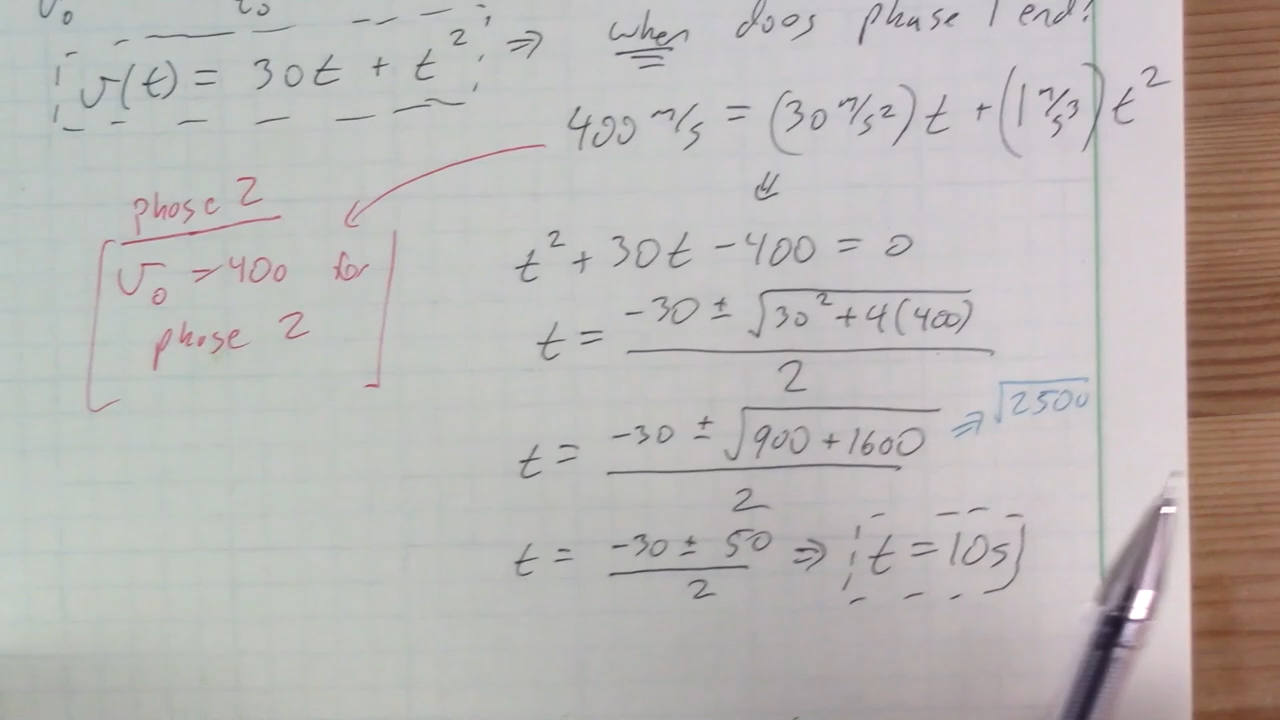 v(t) = 30t + t² ⇒ when does phase 1 end?
400 m/s = (30 m/s²)t + (1 m/s³)t²
⇓
phase 2
v₀ → 400 for
phase 2
t² + 30t - 400 = 0
t = (-30 ± √(30² + 4(400))) / 2
t = (-30 ± √(900 + 1600)) / 2 ⇒ √2500
t = (-30 ± 50) / 2 ⇒ t = 10s